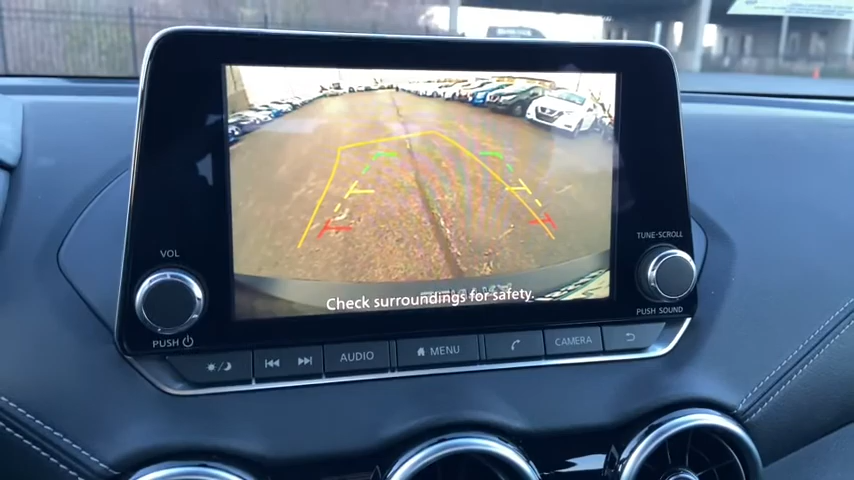 VOL
PUSH
TUNE·SCROLL
PUSH SOUND
Check surroundings for safety
AUDIO
MENU
CAMERA